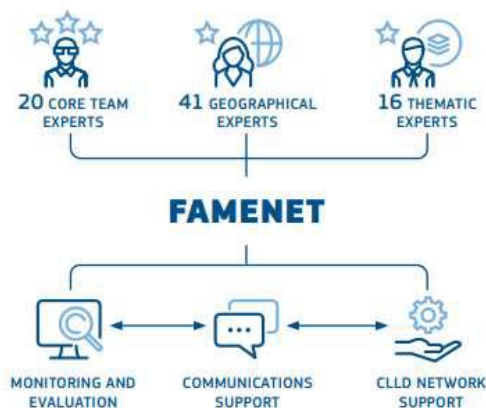 20 CORE TEAM
EXPERTS
41 GEOGRAPHICAL
EXPERTS
16 THEMATIC
EXPERTS
FAMENET
MONITORING AND
EVALUATION
COMMUNICATIONS
SUPPORT
CLLD NETWORK
SUPPORT